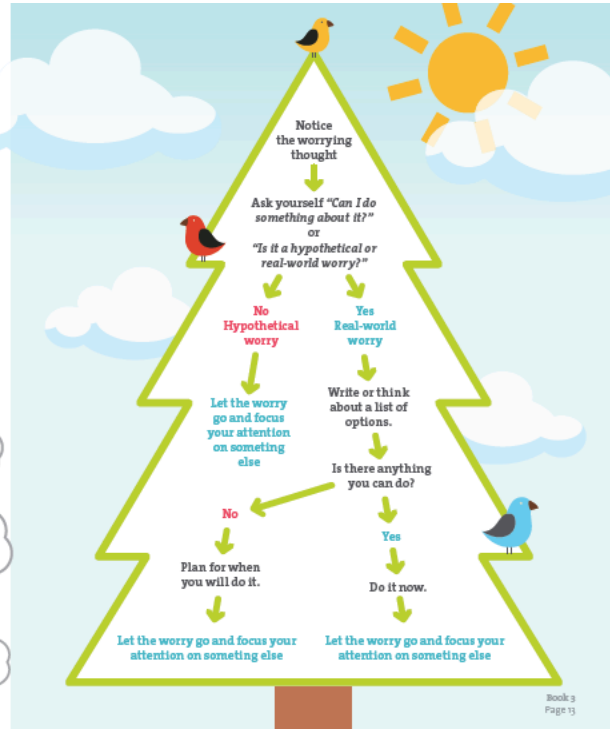 Notice
the worrying
thought
Ask yourself “Can I do
something about it?”
or
“Is it a hypothetical or
real-world worry?”
No
Hypothetical
worry
Yes
Real-world
worry
Let the worry
go and focus
your attention
on someting
else
Write or think
about a list of
options.
Is there anything
you can do?
No
Yes
Plan for when
you will do it.
Do it now.
Let the worry go and focus your
attention on someting else
Let the worry go and focus your
attention on someting else
Book 3
Page 13